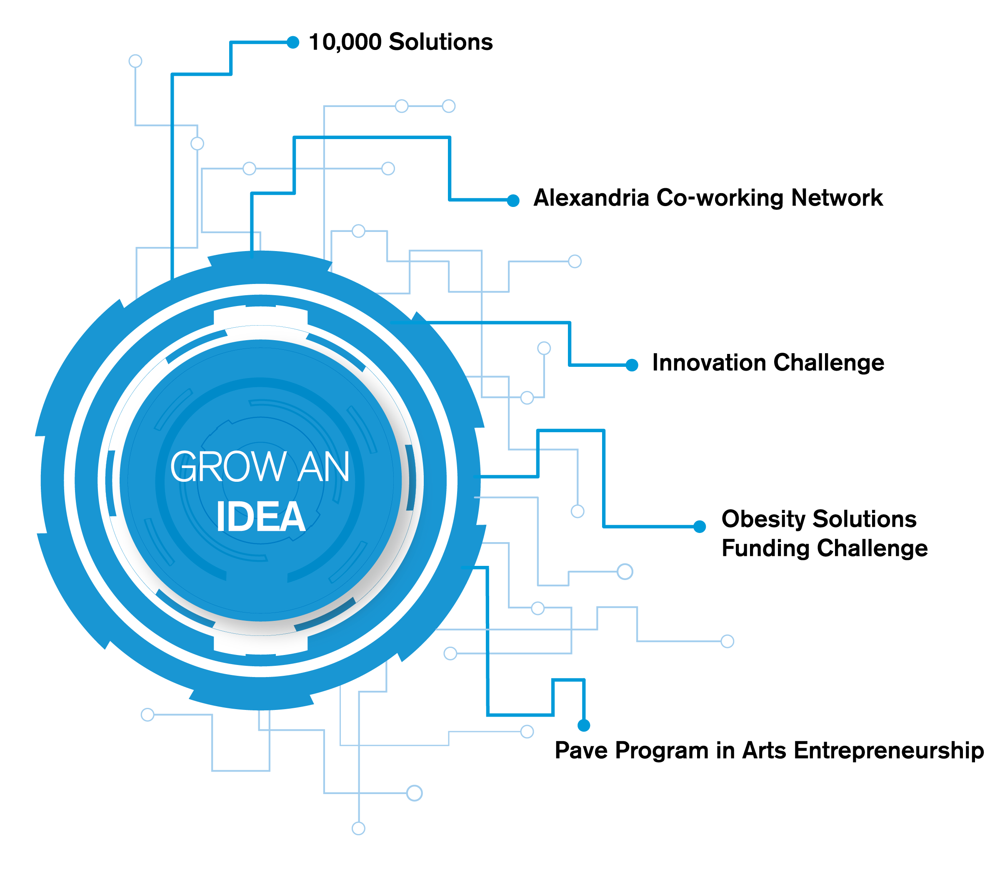 10,000 Solutions
Alexandria Co-working Network
Innovation Challenge
GROW AN
IDEA
Obesity Solutions
Funding Challenge
Pave Program in Arts Entrepreneurship